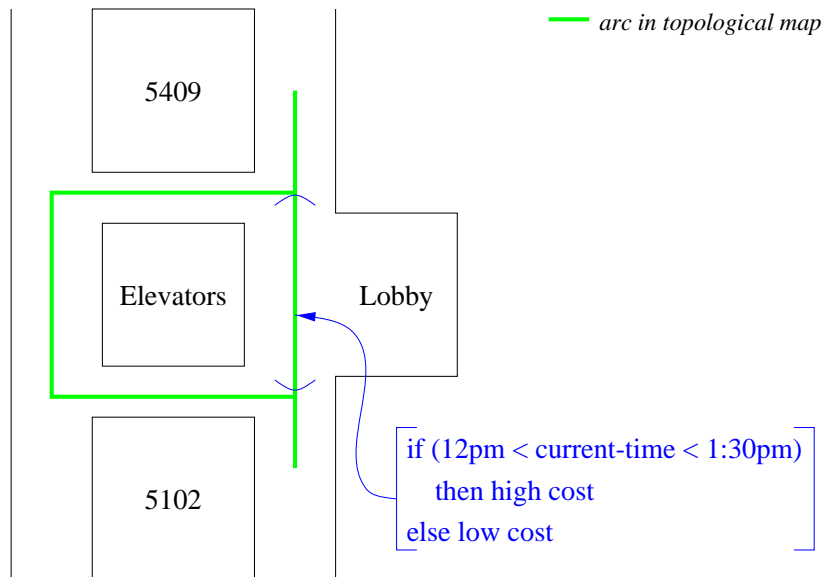 arc in topological map
5409
Elevators
Lobby
if (12pm < current-time < 1:30pm)
then high cost
else low cost
5102